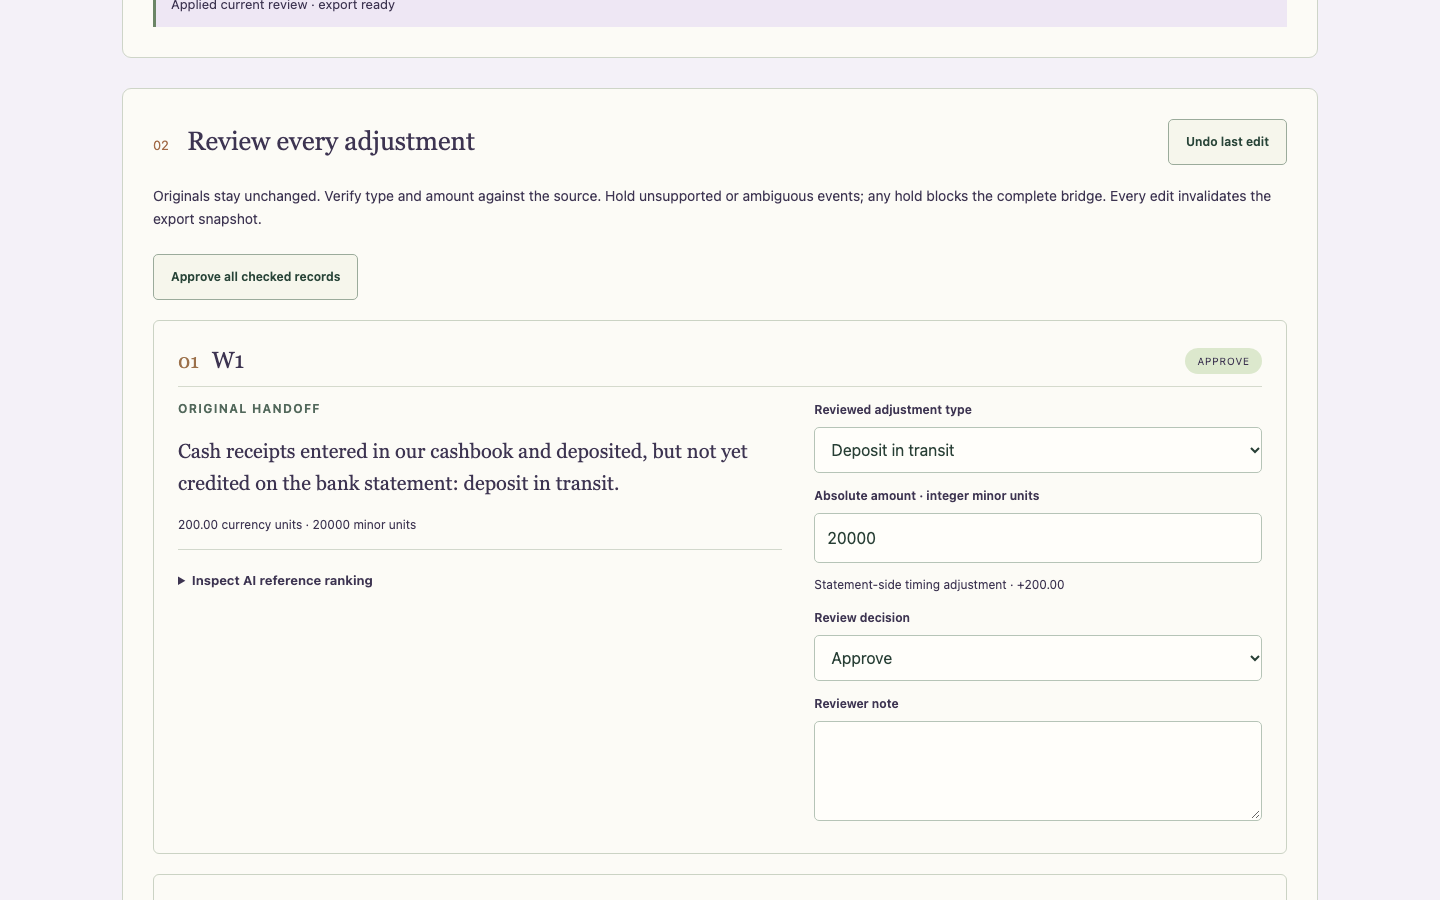 Applied current review · export ready
02 Review every adjustment
Undo last edit
Originals stay unchanged. Verify type and amount against the source. Hold unsupported or ambiguous events; any hold blocks the complete bridge. Every edit invalidates the
export snapshot.
Approve all checked records
01 W1
APPROVE
ORIGINAL HANDOFF
Cash receipts entered in our cashbook and deposited, but not yet
credited on the bank statement: deposit in transit.
200.00 currency units · 20000 minor units
Inspect AI reference ranking
Reviewed adjustment type
Deposit in transit
Absolute amount · integer minor units
20000
Statement-side timing adjustment · +200.00
Review decision
Approve
Reviewer note